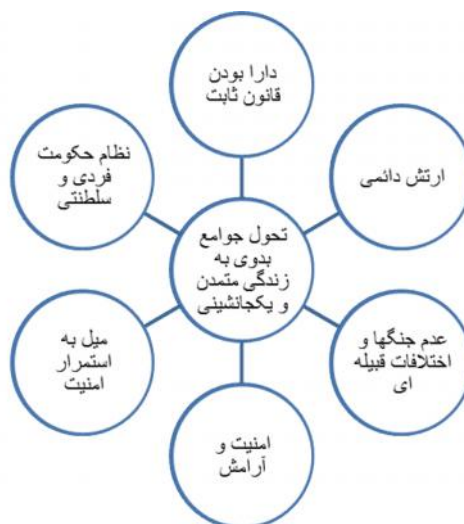 دارا بودن
قانون ثابت
ارتش دائمی
عدم جنگها و
اختلافات قبیله
ای
امنیت و
آرامش
میل به
استمرار
امنیت
نظام حکومت
فردی و
سلطنتی
تحول جوامع
بدوی به
زندگی متمدن
و یکجانشینی